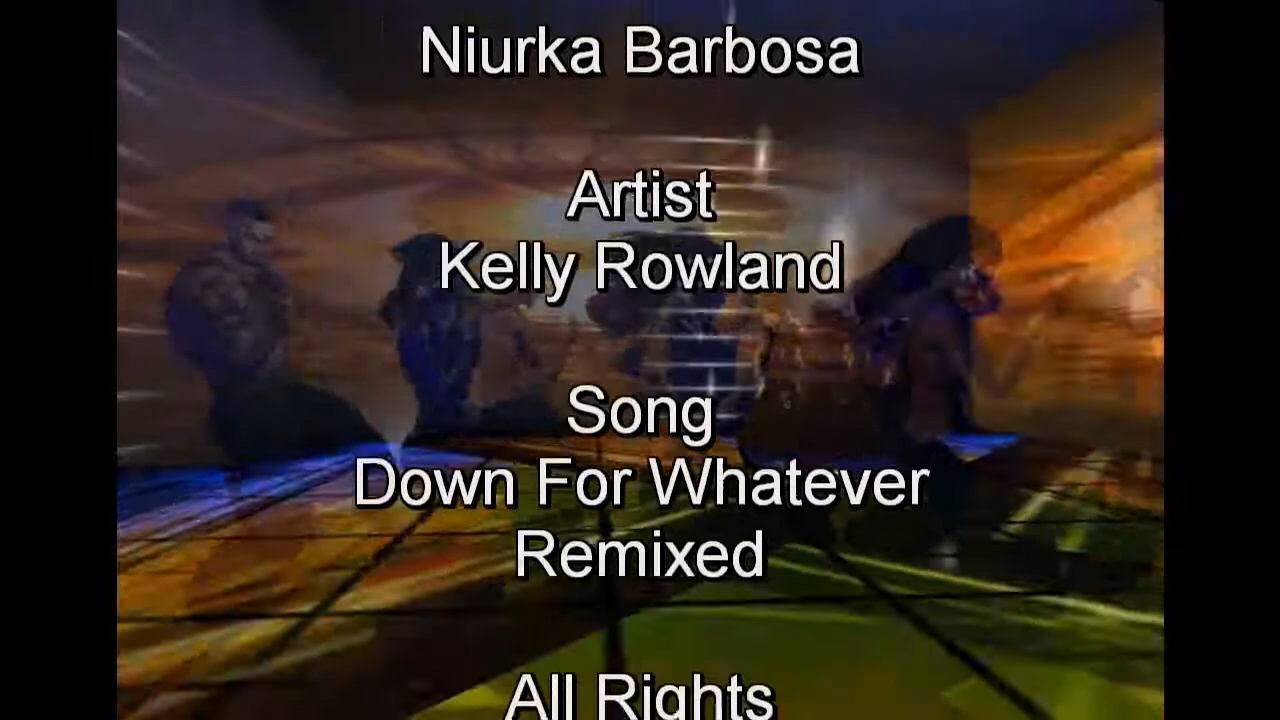 Niurka Barbosa
Artist
Kelly Rowland
Song
Down For Whatever
Remixed
All Rights